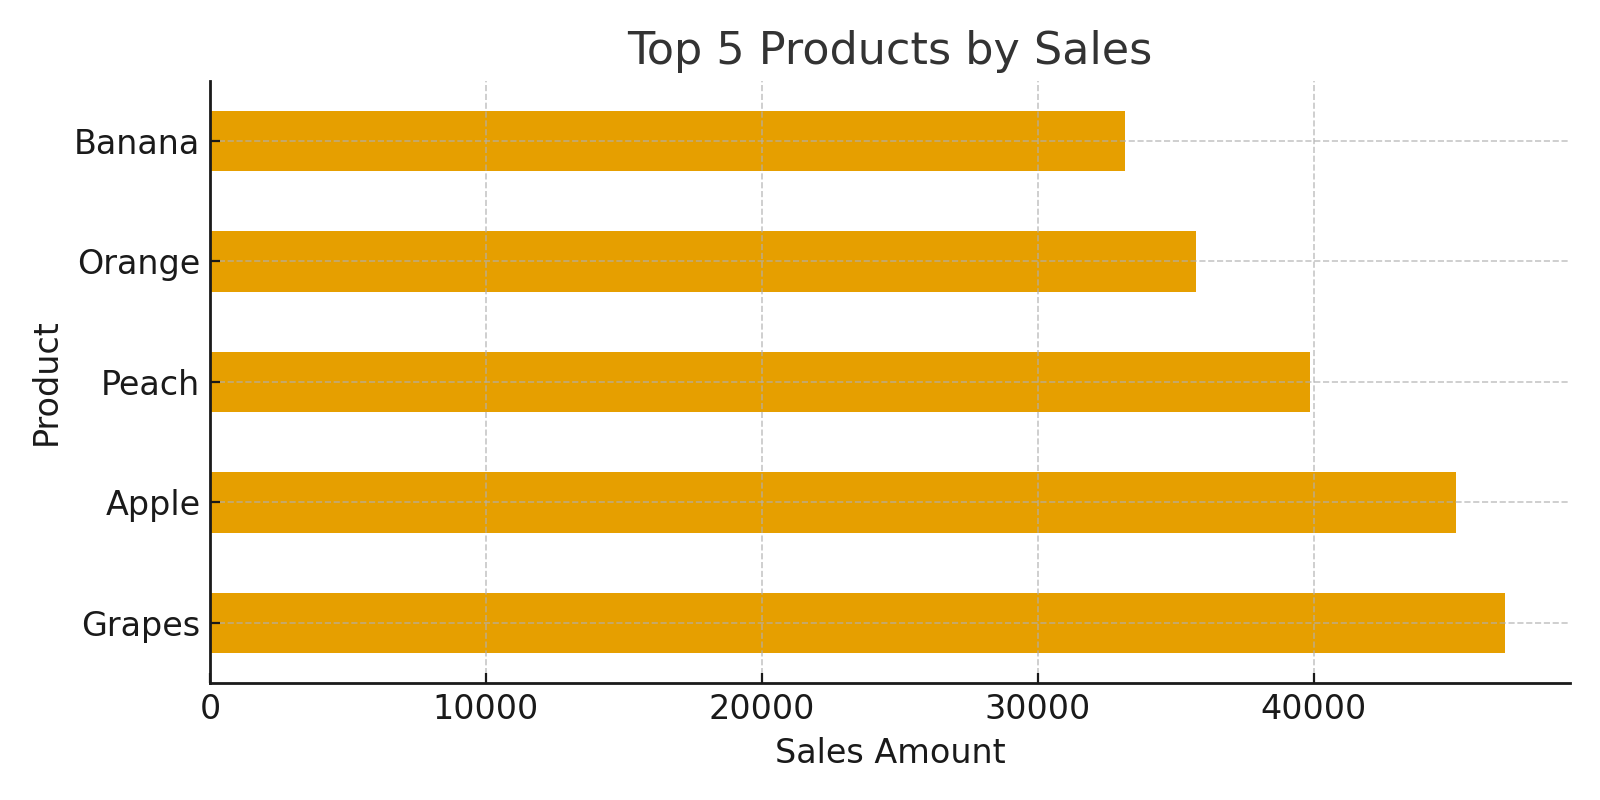 Top 5 Products by Sales
Banana
Orange
Peach
Apple
Grapes
Product
0 10000 20000 30000 40000
Sales Amount